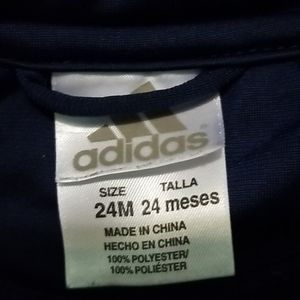 adidas
SIZE TALLA
24M 24 meses
MADE IN CHINA
HECHO EN CHINA
100% POLYESTER/
100% POLIÉSTER